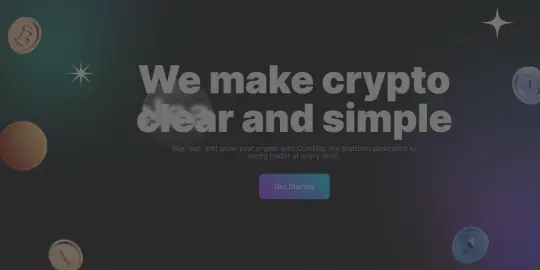 We make crypto
clear and simple
Buy, sell, and grow your crypto with CoinFlip, the platform dedicated to
every trader at every level.
Get Started